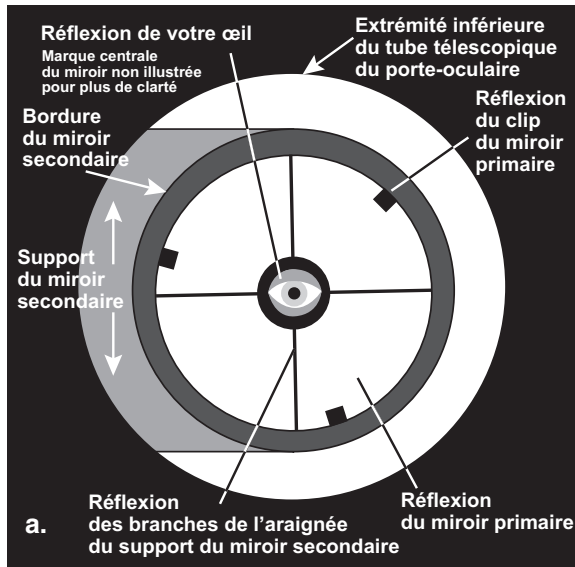 Réflexion de votre œil
Marque centrale
du miroir non illustrée
pour plus de clarté
Extrémité inférieure
du tube télescopique
du porte-oculaire
Bordure
du miroir
secondaire
Réflexion
du clip
du miroir
primaire
Support
du miroir
secondaire
a.
Réflexion
des branches de l'araignée
du support du miroir secondaire
Réflexion
du miroir primaire